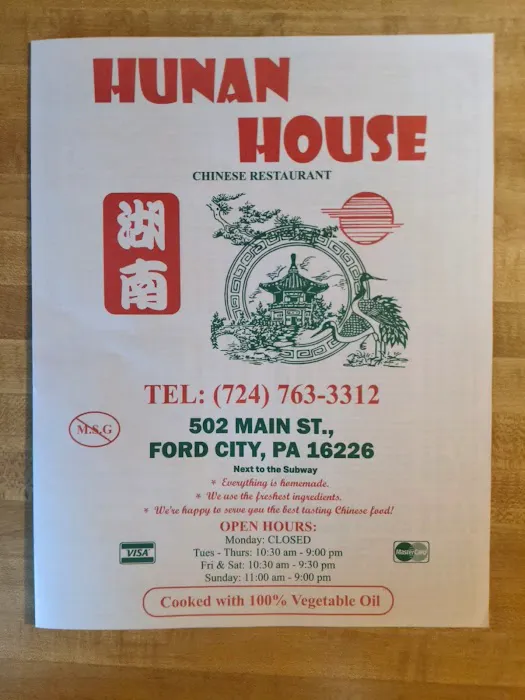 HUNAN
HOUSE
CHINESE RESTAURANT
湖南
TEL: (724) 763-3312
M.S.G
502 MAIN ST.,
FORD CITY, PA 16226
Next to the Subway
* Everything is homemade.
* We use the freshest ingredients.
* We're happy to serve you the best tasting Chinese food!
OPEN HOURS:
Monday: CLOSED
Tues - Thurs: 10:30 am - 9:00 pm
Fri & Sat: 10:30 am - 9:30 pm
Sunday: 11:00 am - 9:00 pm
VISA
MasterCard
Cooked with 100% Vegetable Oil